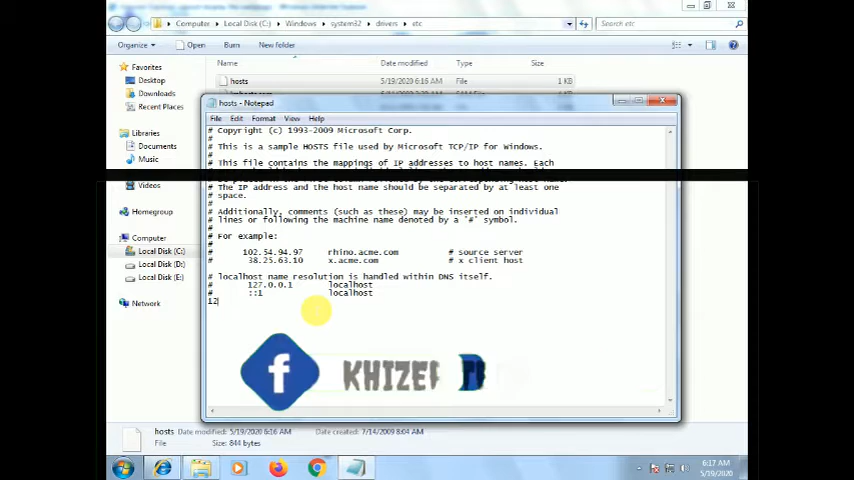 Computer ▸ Local Disk (C:) ▸ Windows ▸ system32 ▸ drivers ▸ etc
Search etc
Organize
Open
Burn
New folder
Favorites
Desktop
Downloads
Recent Places
Libraries
Documents
Music
Videos
Homegroup
Computer
Local Disk (C:)
Local Disk (D:)
Local Disk (E:)
Network
Name
Date modified
Type
Size
hosts
5/19/2020 6:16 AM
File
1 KB
hosts - Notepad
File Edit Format View Help
# Copyright (c) 1993-2009 Microsoft Corp.
#
# This is a sample HOSTS file used by Microsoft TCP/IP for Windows.
#
# This file contains the mappings of IP addresses to host names. Each
# The IP address and the host name should be separated by at least one
# space.
#
# Additionally, comments (such as these) may be inserted on individual
# lines or following the machine name denoted by a '#' symbol.
#
# For example:
#
# 102.54.94.97 rhino.acme.com # source server
# 38.25.63.10 x.acme.com # x client host
# localhost name resolution is handled within DNS itself.
# 127.0.0.1 localhost
# ::1 localhost
12
f
KHIZER
hosts Date modified: 5/19/2020 6:16 AM Date created: 7/14/2009 8:04 AM
File Size: 844 bytes
6:17 AM
5/19/2020